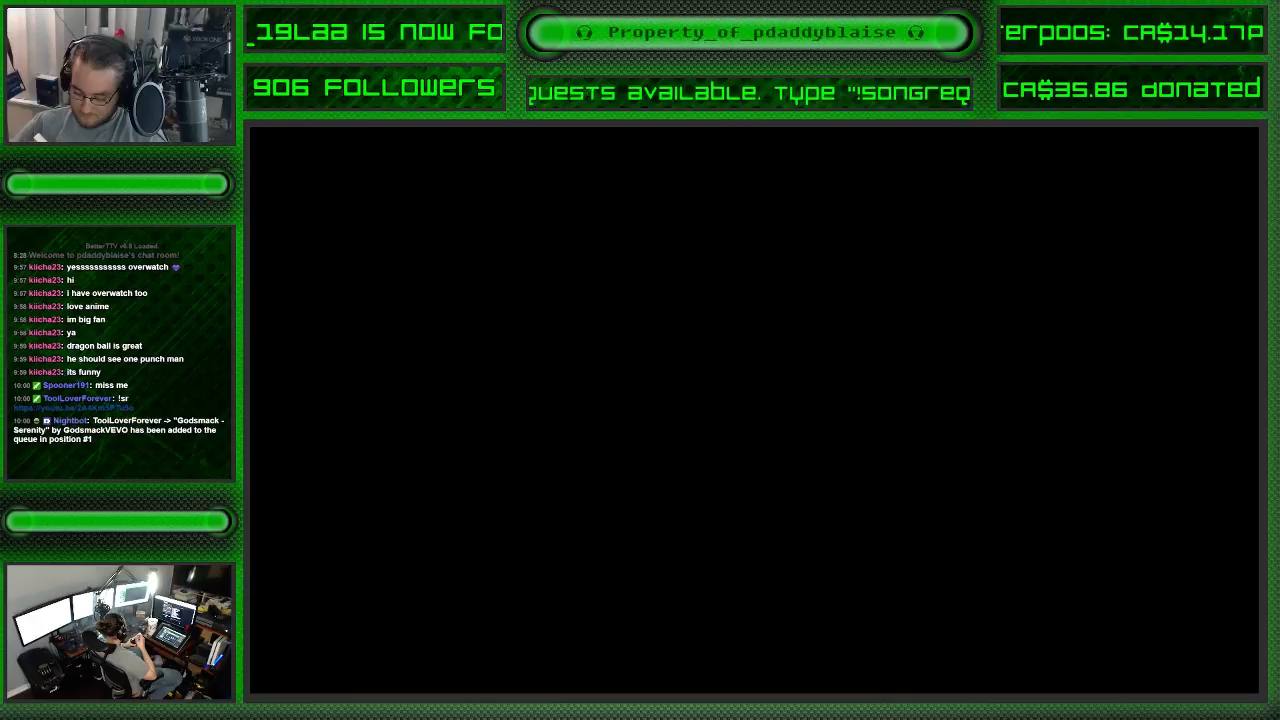 _19Laa is now fo
Property_of_pdaddyblaise
erpoos: CA$14.17
906 Followers
uests available. Type "!songreq
CA$35.86 donated
XBOX ONE
BetterTTV v6.8 Loaded.
8:28 Welcome to pdaddyblaise's chat room!
9:57 kiicha23: yesssssssssss overwatch
9:57 kiicha23: hi
9:57 kiicha23: i have overwatch too
9:58 kiicha23: love anime
9:58 kiicha23: im big fan
9:58 kiicha23: ya
9:59 kiicha23: dragon ball is great
9:59 kiicha23: he should see one punch man
9:59 kiicha23: its funny
10:00 Spooner191: miss me
10:00 ToolLoverForever: !sr
10:00 Nightbot: ToolLoverForever -> "Godsmack -
Serenity" by GodsmackVEVO has been added to the
queue in position #1